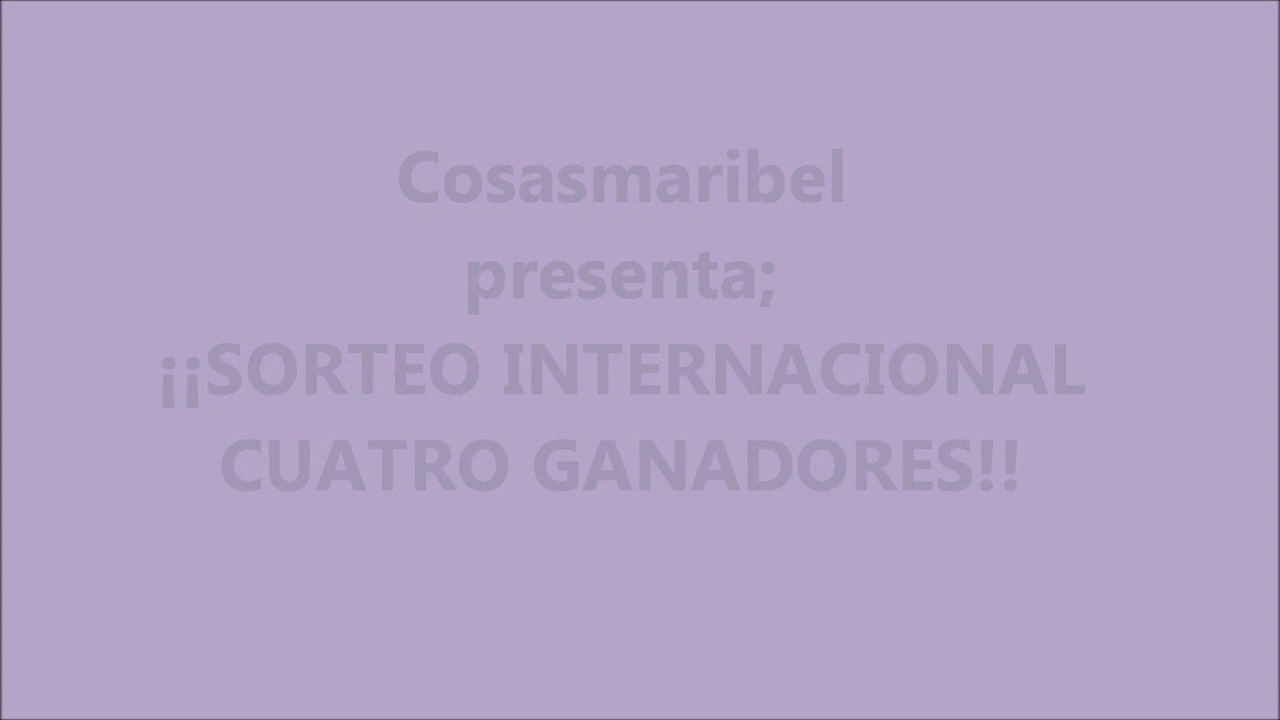 Cosasmaribel
presenta;
¡¡SORTEO INTERNACIONAL
CUATRO GANADORES!!